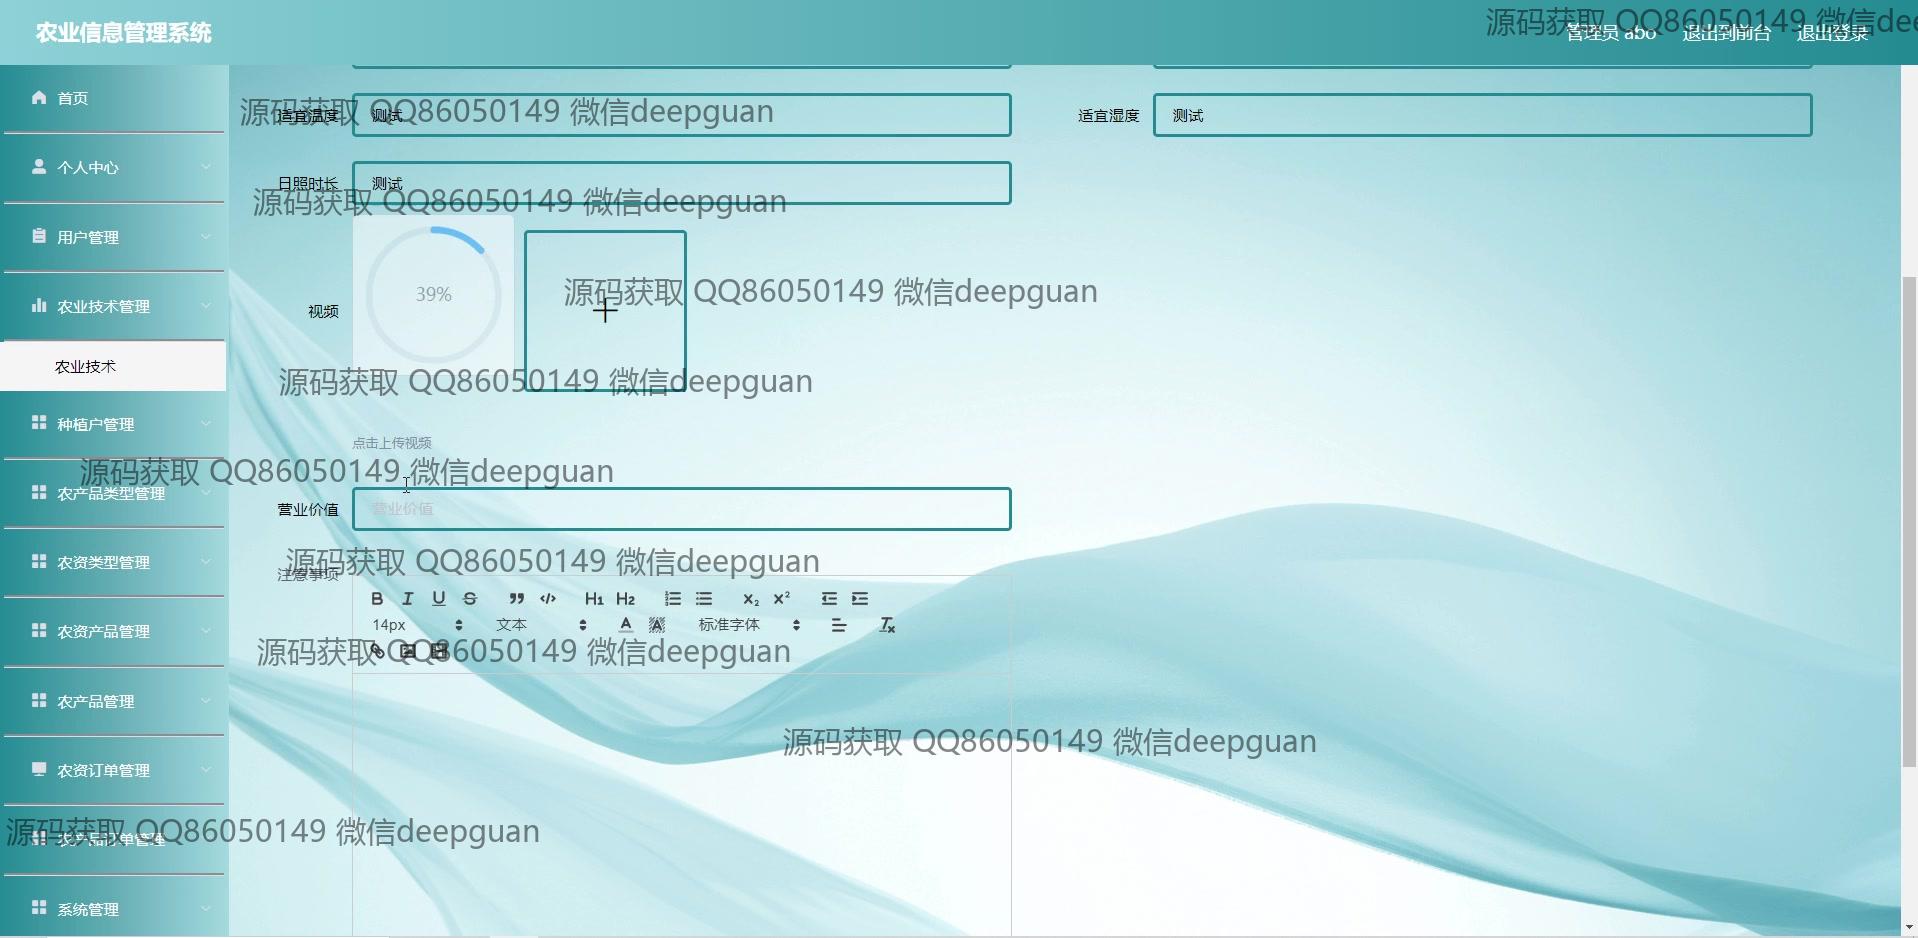 农业信息管理系统
源码获取 QQ86050149 微信dee
管理员 abo 退出到前台 退出登录
首页
个人中心
用户管理
农业技术管理
农业技术
种植户管理
农产品类型管理
农资类型管理
农资产品管理
农产品管理
农资订单管理
农产品订单管理
系统管理
源码获取 QQ86050149 微信deepguan
适宜温度 测试
适宜湿度 测试
日照时长 测试
源码获取 QQ86050149 微信deepguan
39%
源码获取 QQ86050149 微信deepguan
视频
源码获取 QQ86050149 微信deepguan
点击上传视频
源码获取 QQ86050149 微信deepguan
营业价值 营业价值
源码获取 QQ86050149 微信deepguan
注意事项
B I U S H1 H2 X₂ X²
14px 文本 A A 标准字体 Tx
源码获取 QQ86050149 微信deepguan
源码获取 QQ86050149 微信deepguan
源码获取 QQ86050149 微信deepguan